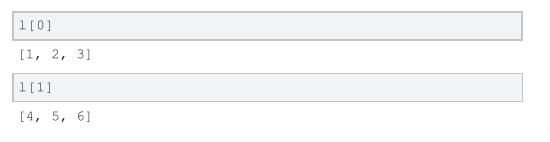 l[0]
[1, 2, 3]
l[1]
[4, 5, 6]